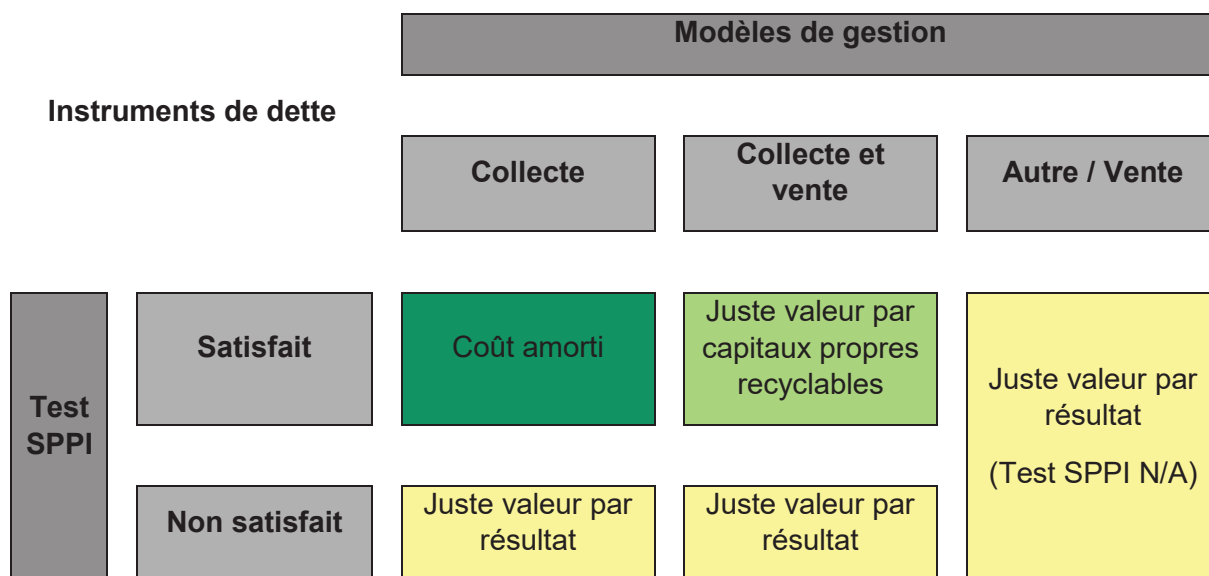 Modèles de gestion
Instruments de dette
Collecte
Collecte et
vente
Autre / Vente
Test
SPPI
Satisfait
Coût amorti
Juste valeur par
capitaux propres
recyclables
Juste valeur par
résultat
(Test SPPI N/A)
Non satisfait
Juste valeur par
résultat
Juste valeur par
résultat